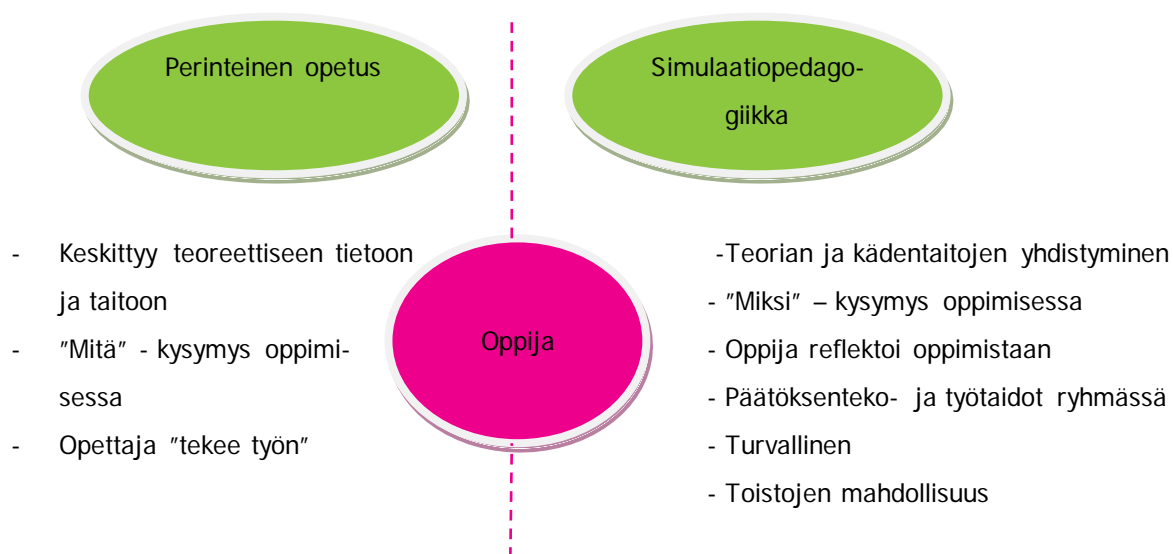 Perinteinen opetus
Simulaatiopedago-
giikka
- Keskittyy teoreettiseen tietoon
ja taitoon
- "Mitä" - kysymys oppimi-
sessa
- Opettaja "tekee työn"
Oppija
-Teorian ja kädentaitojen yhdistyminen
- "Miksi" – kysymys oppimisessa
- Oppija reflektoi oppimistaan
- Päätöksenteko- ja työtaidot ryhmässä
- Turvallinen
- Toistojen mahdollisuus